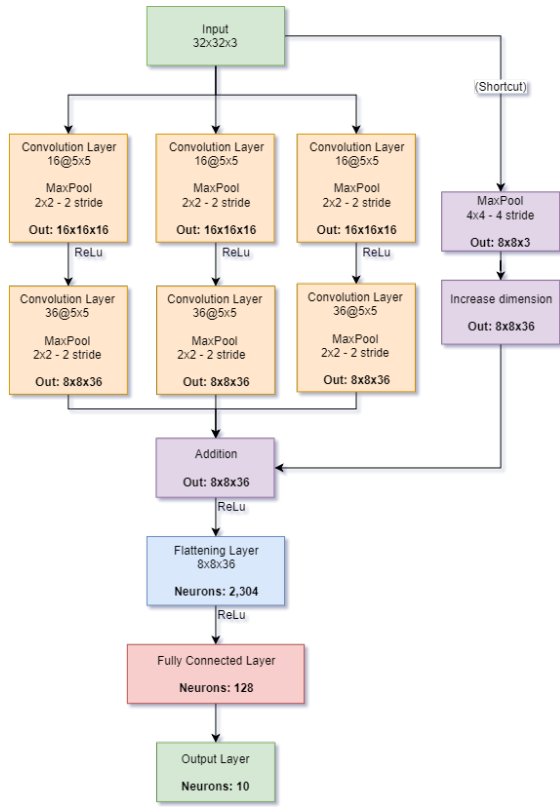 Input
32x32x3
(Shortcut)
Convolution Layer
16@5x5
MaxPool
2x2 - 2 stride
Out: 16x16x16
Convolution Layer
16@5x5
MaxPool
2x2 - 2 stride
Out: 16x16x16
Convolution Layer
16@5x5
MaxPool
2x2 - 2 stride
Out: 16x16x16
MaxPool
4x4 - 4 stride
Out: 8x8x3
ReLu
ReLu
ReLu
Convolution Layer
36@5x5
MaxPool
2x2 - 2 stride
Out: 8x8x36
Convolution Layer
36@5x5
MaxPool
2x2 - 2 stride
Out: 8x8x36
Convolution Layer
36@5x5
MaxPool
2x2 - 2 stride
Out: 8x8x36
Increase dimension
Out: 8x8x36
Addition
Out: 8x8x36
ReLu
Flattening Layer
8x8x36
Neurons: 2,304
ReLu
Fully Connected Layer
Neurons: 128
Output Layer
Neurons: 10